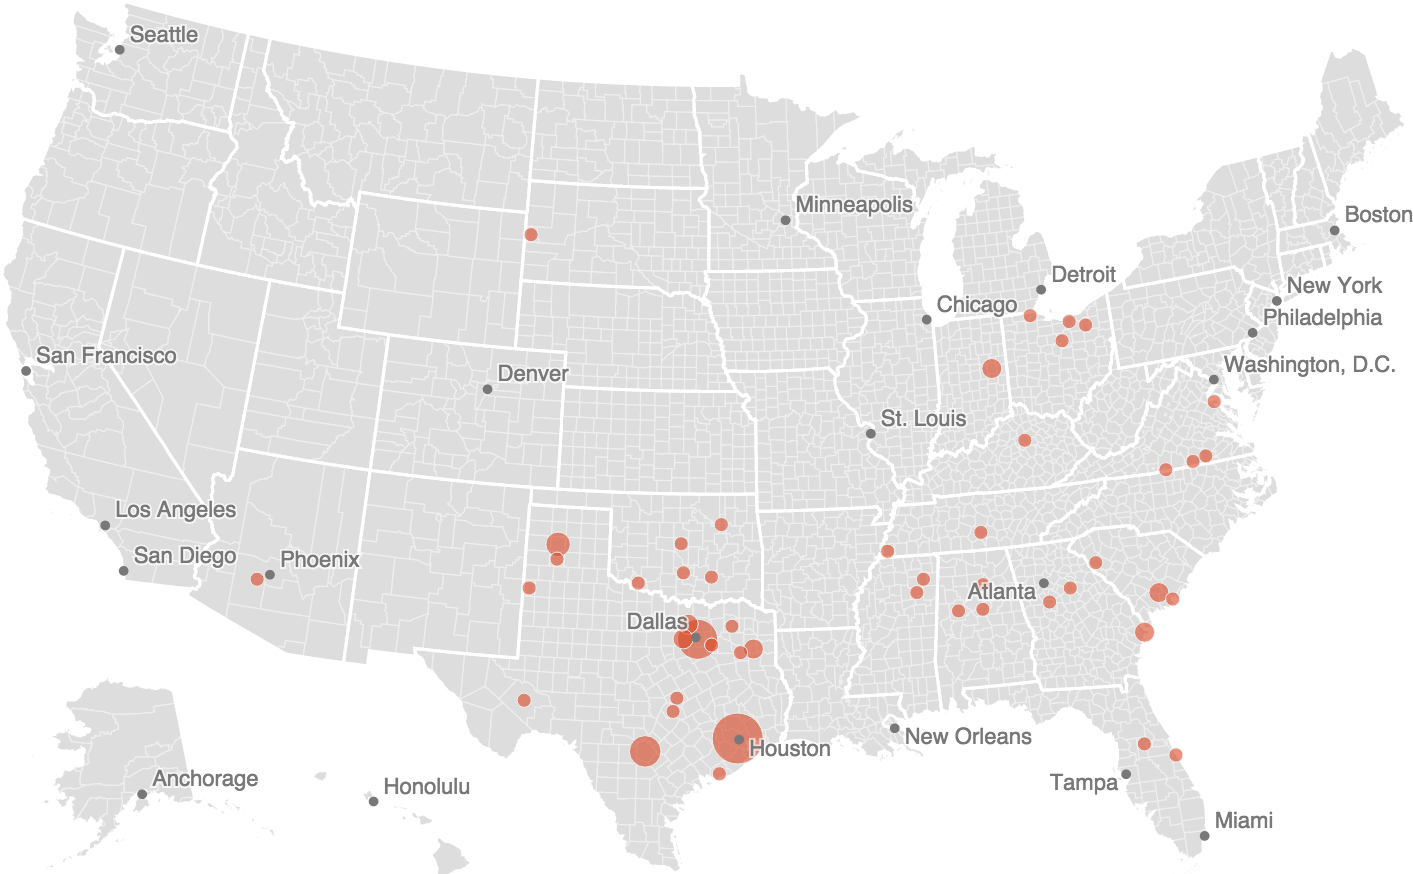 Seattle
Minneapolis
Boston
Detroit
New York
Chicago
Philadelphia
San Francisco
Washington, D.C.
Denver
St. Louis
Los Angeles
San Diego
Phoenix
Atlanta
Dallas
New Orleans
Houston
Anchorage
Honolulu
Tampa
Miami